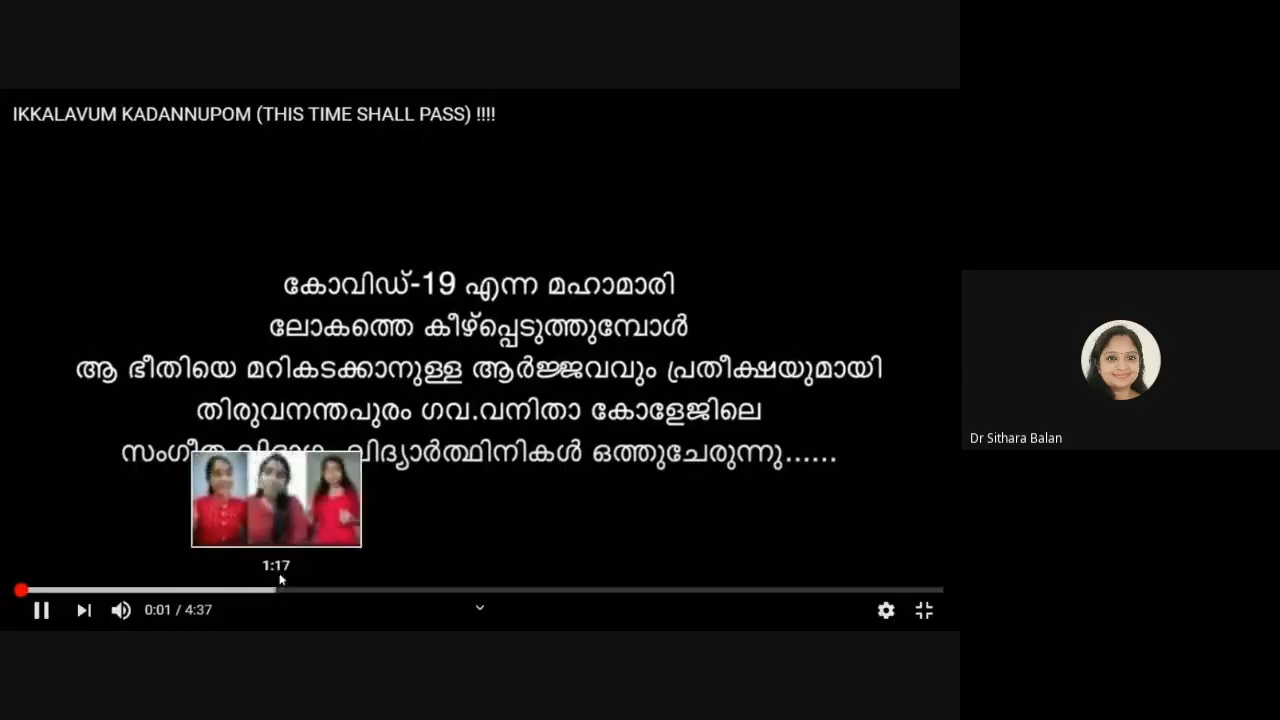 IKKALAVUM KADANNUPOM (THIS TIME SHALL PASS) !!!!
കോവിഡ്-19 എന്ന മഹാമാരി
ലോകത്തെ കീഴ്പ്പെടുത്തുമ്പോൾ
ആ ഭീതിയെ മറികടക്കാനുള്ള ആർജ്ജവവും പ്രതീക്ഷയുമായി
തിരുവനന്തപുരം ഗവ.വനിതാ കോളേജിലെ
സംഗീത വിദ്യാർത്ഥിനികൾ ഒത്തുചേരുന്നു......
1:17
0:01 / 4:37
Dr Sithara Balan